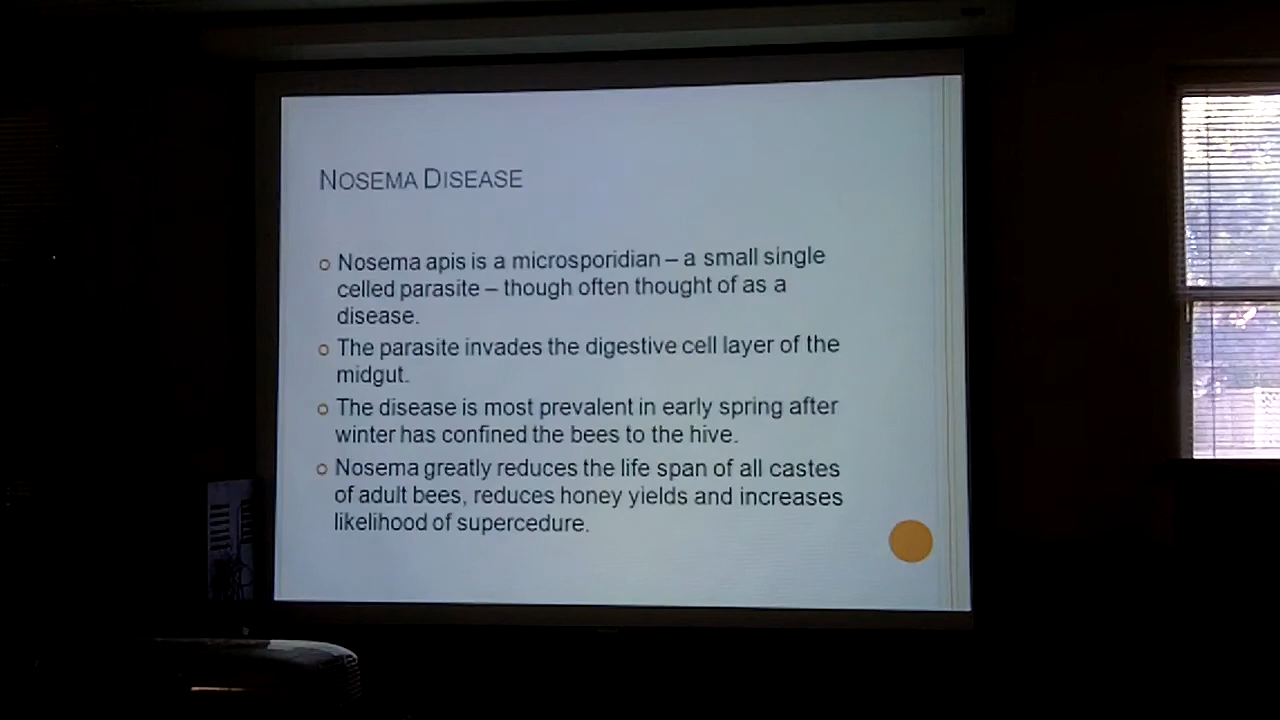 NOSEMA DISEASE
Nosema apis is a microsporidian – a small single
celled parasite – though often thought of as a
disease.
The parasite invades the digestive cell layer of the
midgut.
The disease is most prevalent in early spring after
winter has confined the bees to the hive.
Nosema greatly reduces the life span of all castes
of adult bees, reduces honey yields and increases
likelihood of supercedure.